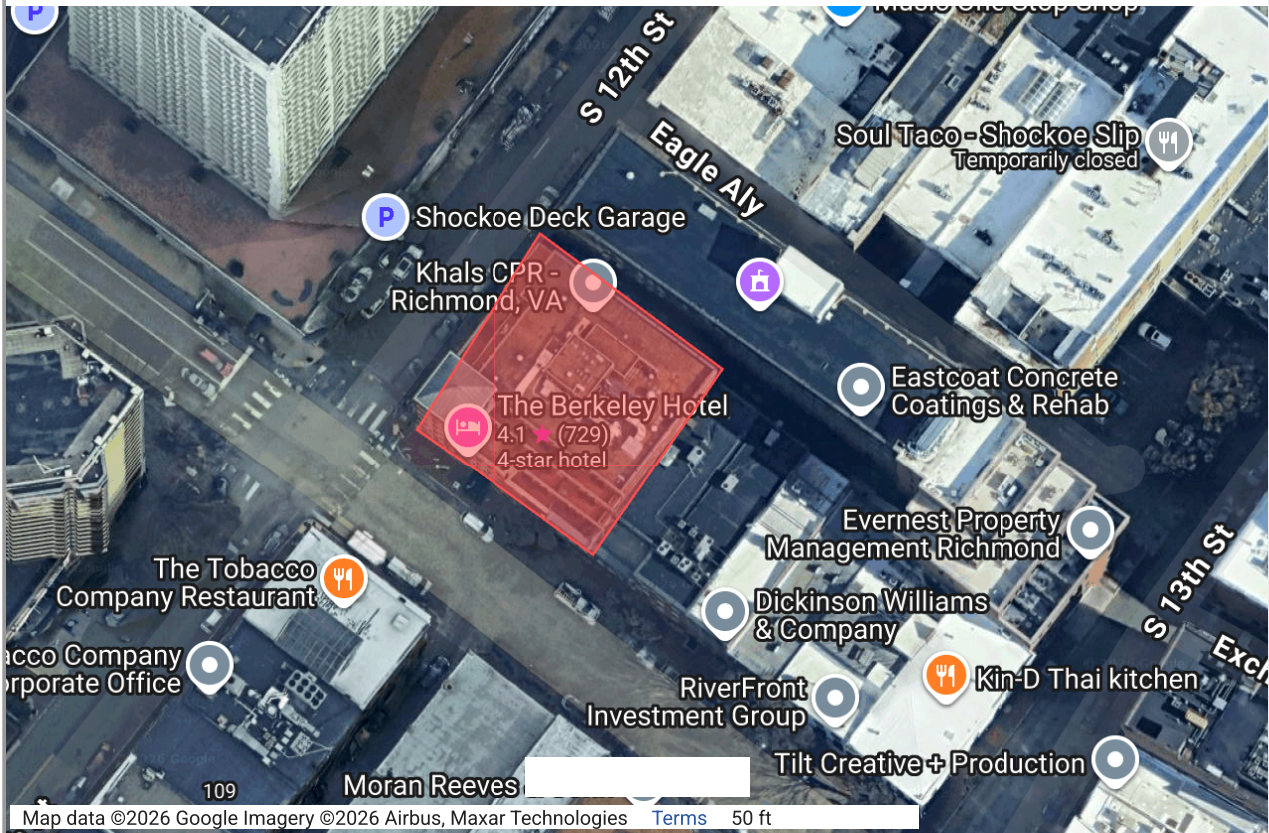 P
Music One Stop Shop
S 12th St
Eagle Aly
Soul Taco - Shockoe Slip
Temporarily closed
P
Shockoe Deck Garage
Khals CPR -
Richmond, VA
Eastcoat Concrete
Coatings & Rehab
The Berkeley Hotel
4.1 ★ (729)
4-star hotel
Evernest Property
Management Richmond
S 13th St
The Tobacco
Company Restaurant
Dickinson Williams
& Company
acco Company
orporate Office
Kin-D Thai kitchen
RiverFront
Investment Group
Tilt Creative + Production
Moran Reeves
109
Map data ©2026 Google Imagery ©2026 Airbus, Maxar Technologies Terms 50 ft